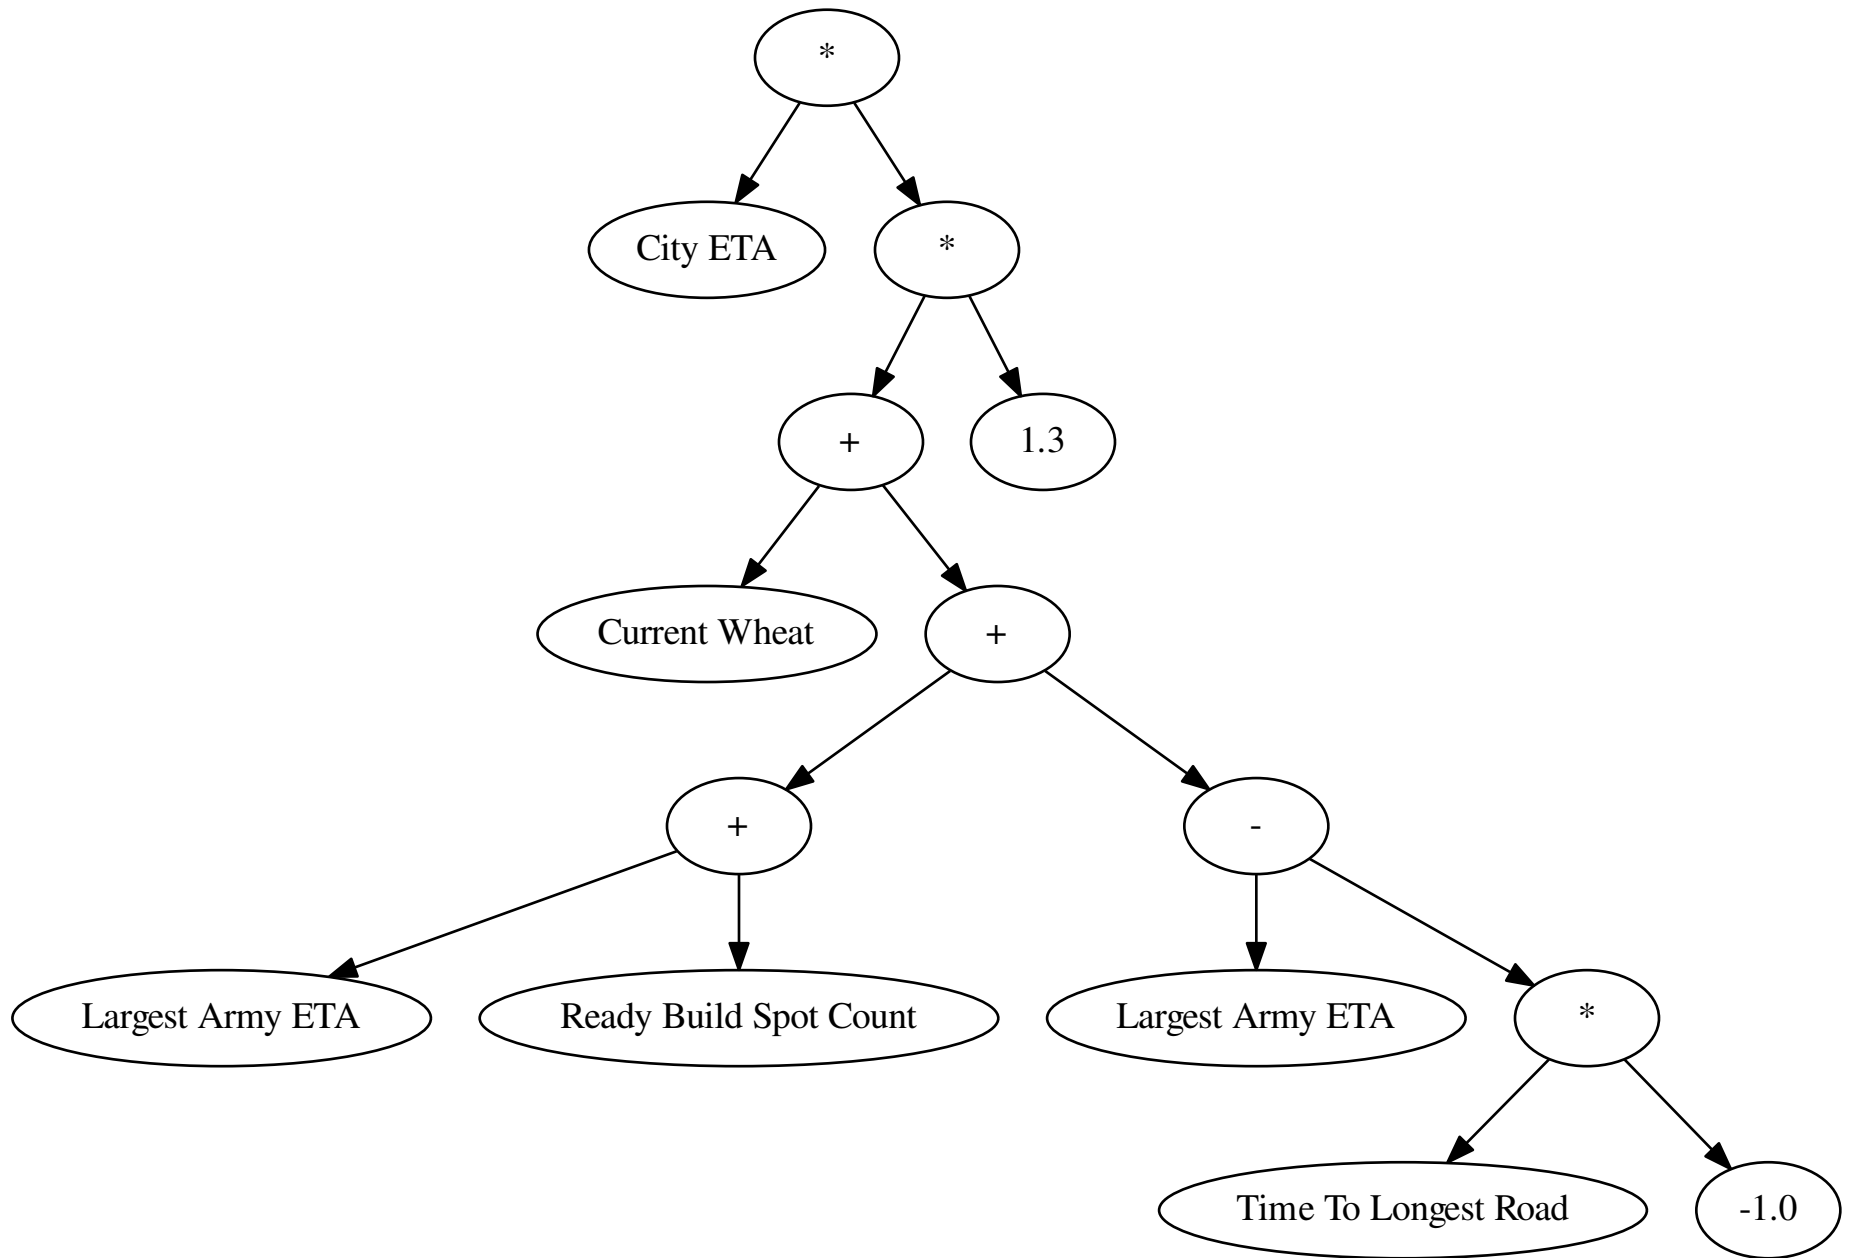 *
City ETA
*
+
1.3
Current Wheat
+
+
-
Largest Army ETA
Ready Build Spot Count
Largest Army ETA
*
Time To Longest Road
-1.0